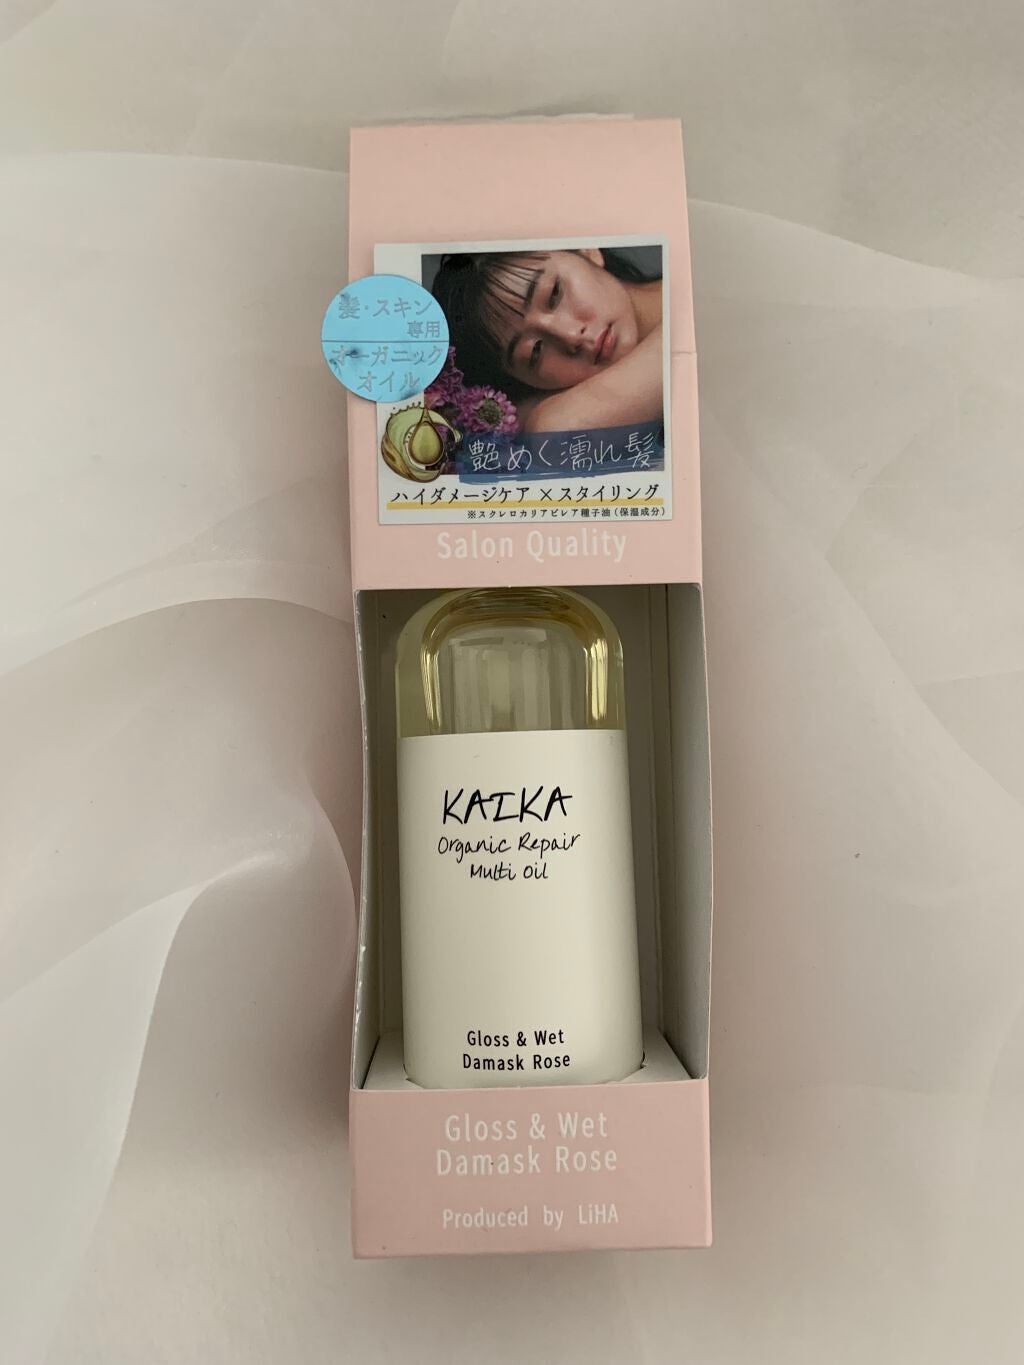 髪・スキン
専用
オーガニック
オイル
艶めく濡れ髪
ハイダメージケア×スタイリング
※スクレロカリアビレア種子油（保湿成分）
Salon Quality
KAIKA
Organic Repair
Multi Oil
Gloss & Wet
Damask Rose
Gloss & Wet
Damask Rose
Produced by LiHA